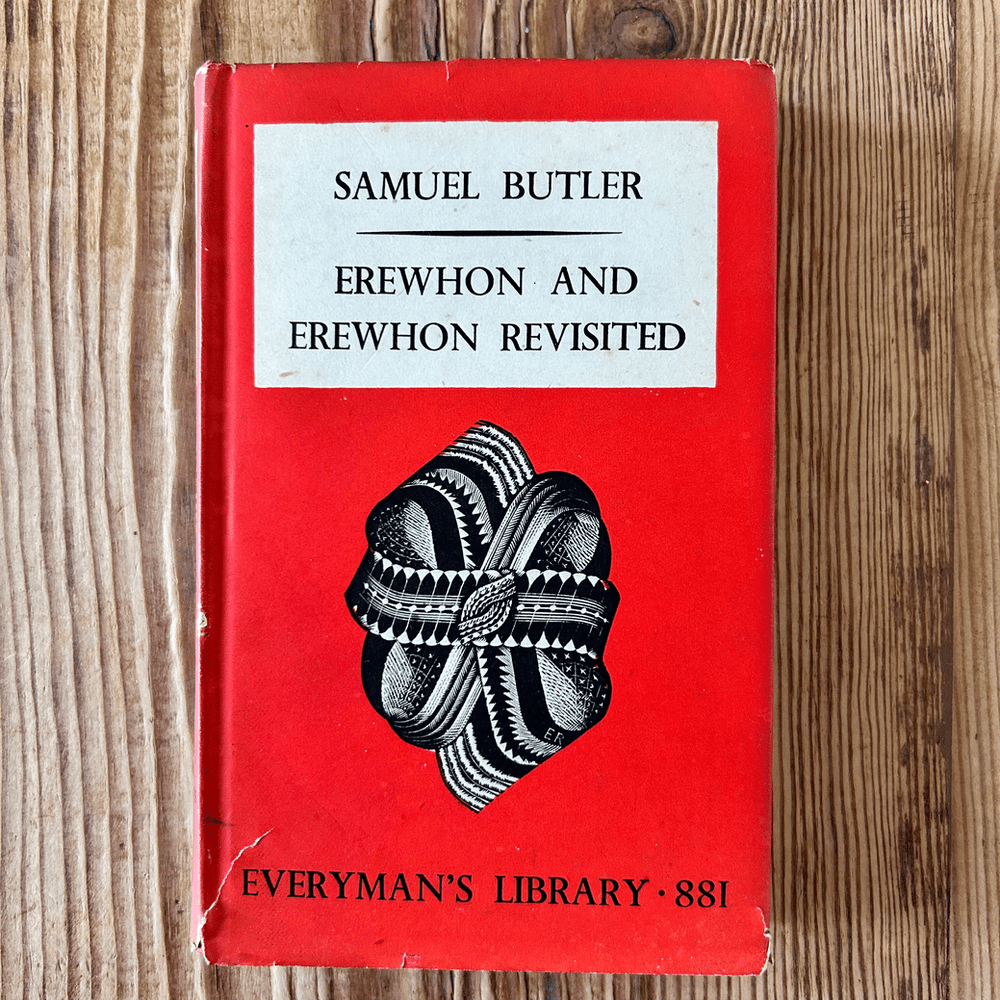 SAMUEL BUTLER
EREWHON AND
EREWHON REVISITED
ER
EVERYMAN'S LIBRARY · 881